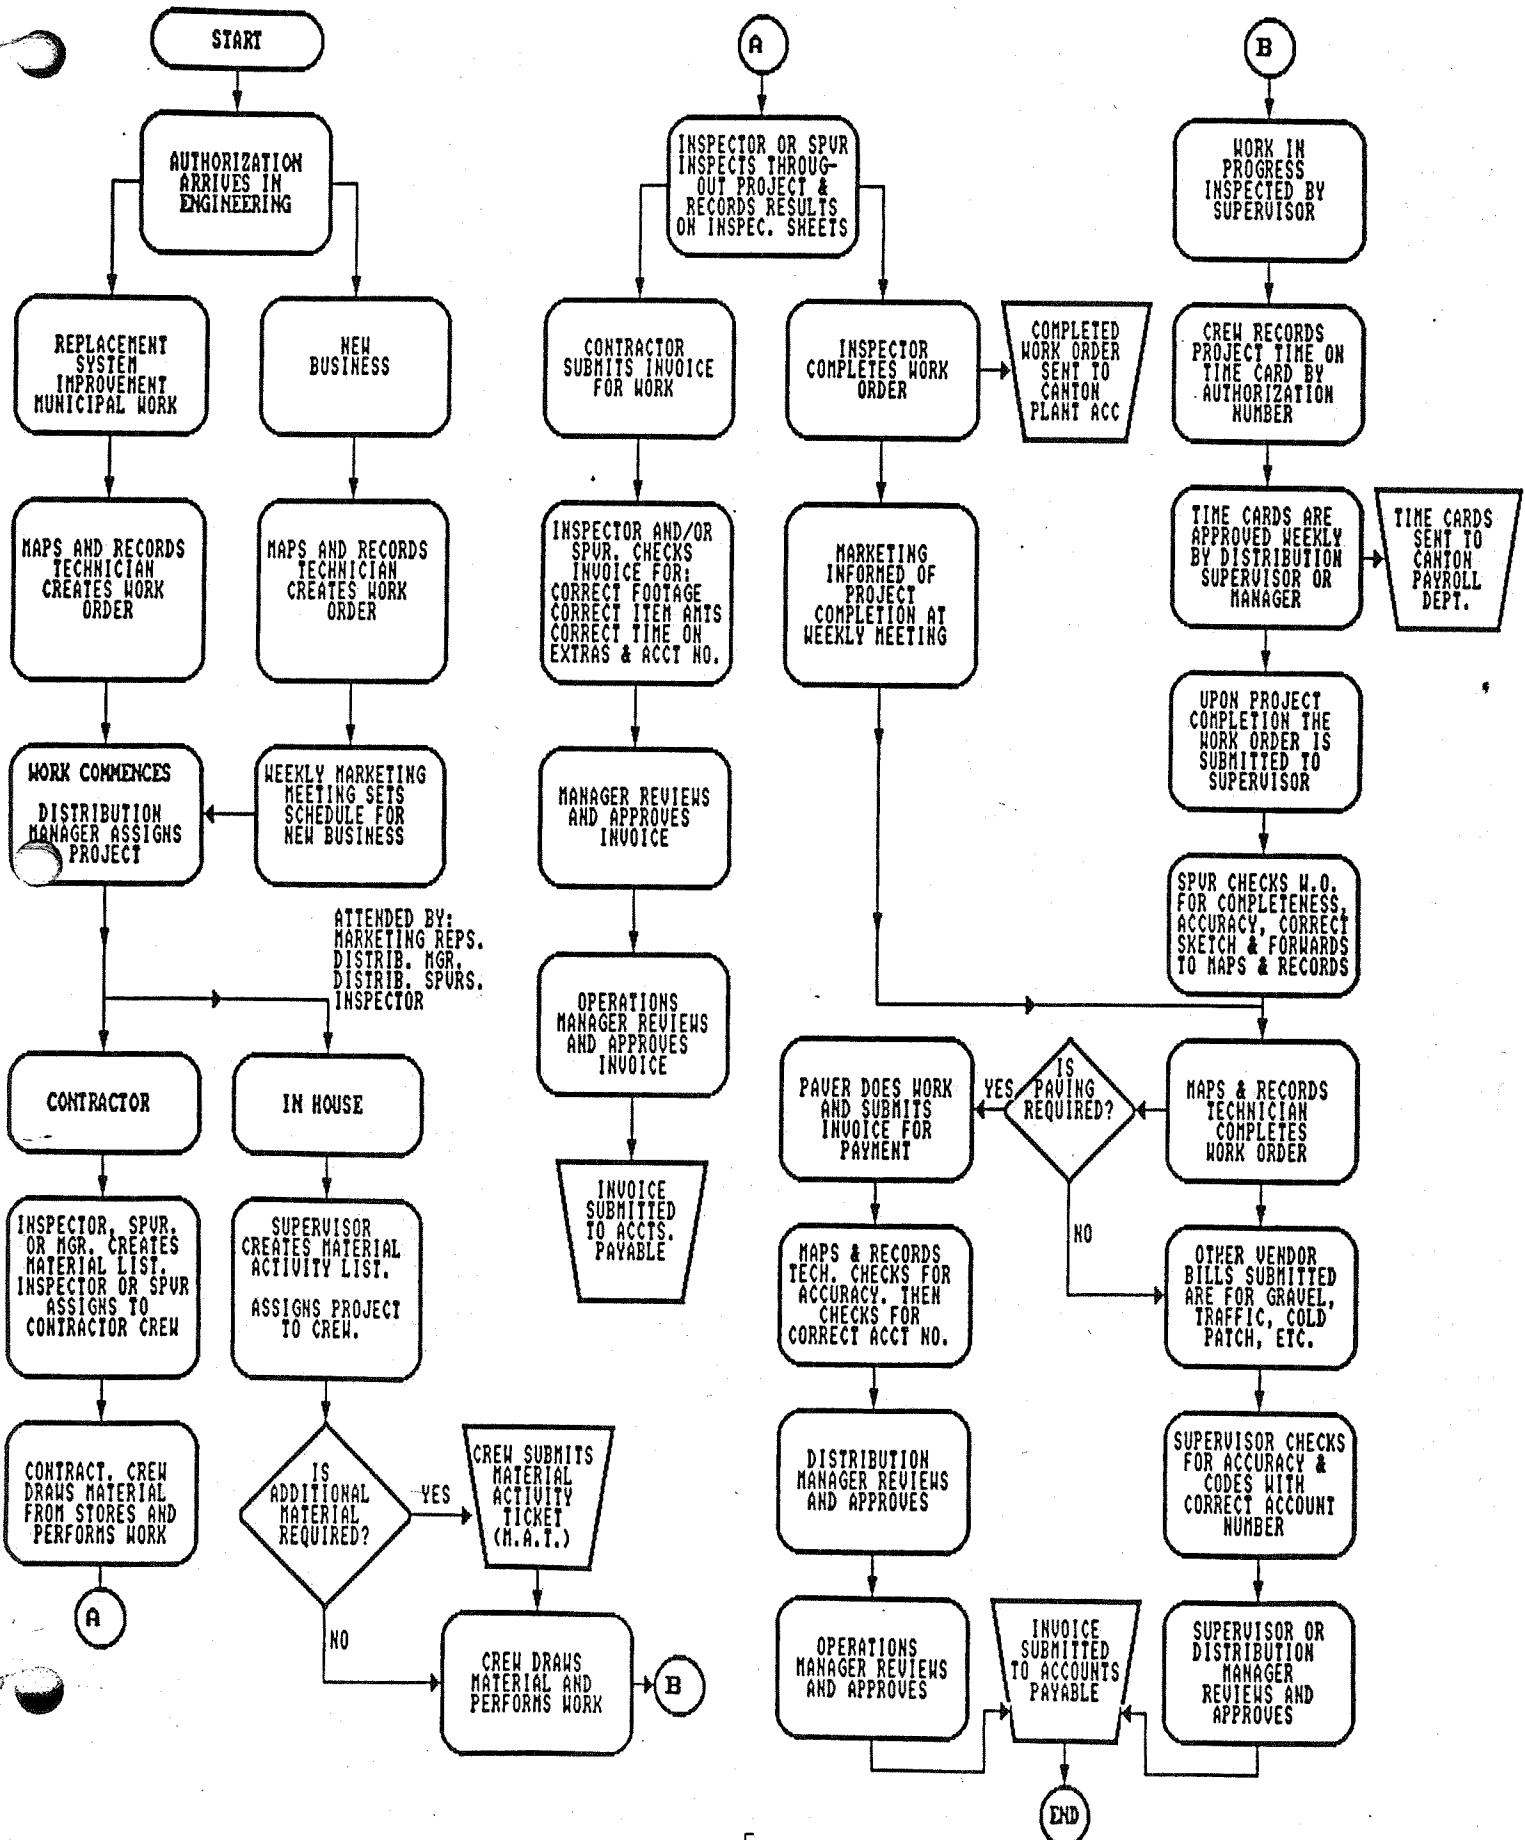 START
AUTHORIZATION
ARRIVES IN
ENGINEERING
REPLACEMENT
SYSTEM
IMPROVEMENT
MUNICIPAL WORK
NEW
BUSINESS
MAPS AND RECORDS
TECHNICIAN
CREATES WORK
ORDER
MAPS AND RECORDS
TECHNICIAN
CREATES WORK
ORDER
WORK COMMENCES
DISTRIBUTION
MANAGER ASSIGNS
PROJECT
WEEKLY MARKETING
MEETING SETS
SCHEDULE FOR
NEW BUSINESS
ATTENDED BY:
MARKETING REPS.
DISTRIB. MGR.
DISTRIB. SPVRS.
INSPECTOR
CONTRACTOR
IN HOUSE
INSPECTOR, SPVR.
OR MGR. CREATES
MATERIAL LIST.
INSPECTOR OR SPVR
ASSIGNS TO
CONTRACTOR CREW
SUPERVISOR
CREATES MATERIAL
ACTIVITY LIST.
ASSIGNS PROJECT
TO CREW.
CONTRACT. CREW
DRAWS MATERIAL
FROM STORES AND
PERFORMS WORK
A
IS
ADDITIONAL
MATERIAL
REQUIRED?
YES
NO
CREW SUBMITS
MATERIAL
ACTIVITY
TICKET
(M.A.T.)
CREW DRAWS
MATERIAL AND
PERFORMS WORK
B
A
INSPECTOR OR SPVR
INSPECTS THROUG-
OUT PROJECT &
RECORDS RESULTS
ON INSPEC. SHEETS
CONTRACTOR
SUBMITS INVOICE
FOR WORK
INSPECTOR
COMPLETES WORK
ORDER
COMPLETED
WORK ORDER
SENT TO
CANTON
PLANT ACC
INSPECTOR AND/OR
SPVR. CHECKS
INVOICE FOR:
CORRECT FOOTAGE
CORRECT ITEM AMTS
CORRECT TIME ON
EXTRAS & ACCT NO.
MARKETING
INFORMED OF
PROJECT
COMPLETION AT
WEEKLY MEETING
MANAGER REVIEWS
AND APPROVES
INVOICE
OPERATIONS
MANAGER REVIEWS
AND APPROVES
INVOICE
INVOICE
SUBMITTED
TO ACCTS.
PAYABLE
B
WORK IN
PROGRESS
INSPECTED BY
SUPERVISOR
CREW RECORDS
PROJECT TIME ON
TIME CARD BY
AUTHORIZATION
NUMBER
TIME CARDS ARE
APPROVED WEEKLY
BY DISTRIBUTION
SUPERVISOR OR
MANAGER
TIME CARDS
SENT TO
CANTON
PAYROLL
DEPT.
UPON PROJECT
COMPLETION THE
WORK ORDER IS
SUBMITTED TO
SUPERVISOR
SPVR CHECKS W.O.
FOR COMPLETENESS,
ACCURACY, CORRECT
SKETCH & FORWARDS
TO MAPS & RECORDS
MAPS & RECORDS
TECHNICIAN
COMPLETES
WORK ORDER
IS
PAVING
REQUIRED?
YES
NO
PAVER DOES WORK
AND SUBMITS
INVOICE FOR
PAYMENT
MAPS & RECORDS
TECH. CHECKS FOR
ACCURACY. THEN
CHECKS FOR
CORRECT ACCT NO.
DISTRIBUTION
MANAGER REVIEWS
AND APPROVES
OPERATIONS
MANAGER REVIEWS
AND APPROVES
OTHER VENDOR
BILLS SUBMITTED
ARE FOR GRAVEL,
TRAFFIC, COLD
PATCH, ETC.
SUPERVISOR CHECKS
FOR ACCURACY &
CODES WITH
CORRECT ACCOUNT
NUMBER
SUPERVISOR OR
DISTRIBUTION
MANAGER
REVIEWS AND
APPROVES
INVOICE
SUBMITTED
TO ACCOUNTS
PAYABLE
END